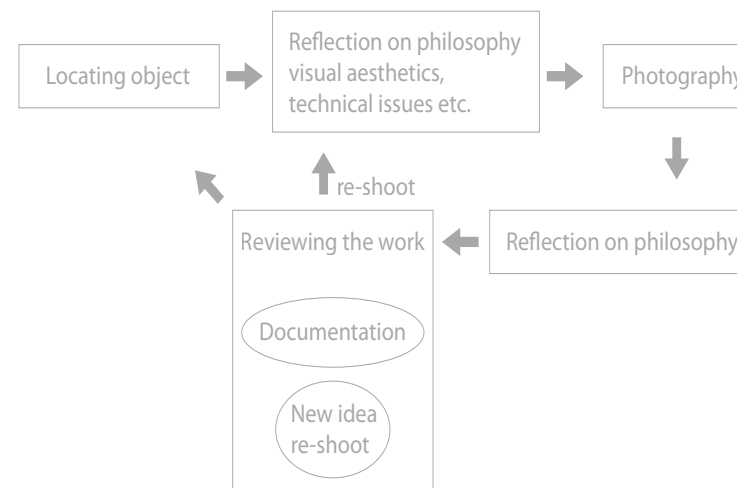 Locating object
Reflection on philosophy
visual aesthetics,
technical issues etc.
Photography
re-shoot
Reviewing the work
Reflection on philosophy
Documentation
New idea
re-shoot